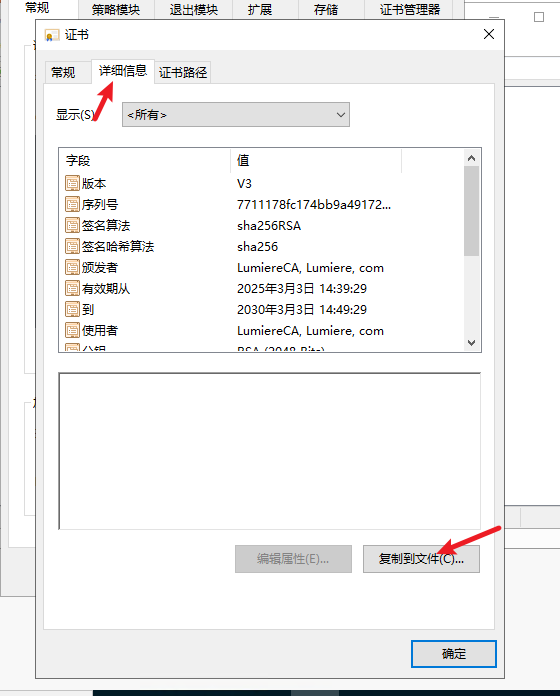 常规 策略模块 退出模块 扩展 存储 证书管理器
证书
常规 详细信息 证书路径
显示(S) <所有>
字段 值
版本 V3
序列号 7711178fc174bb9a49172...
签名算法 sha256RSA
签名哈希算法 sha256
颁发者 LumiereCA, Lumiere, com
有效期从 2025年3月3日 14:39:29
到 2030年3月3日 14:49:29
使用者 LumiereCA, Lumiere, com
公钥 RSA (2048 Bits)
编辑属性(E)... 复制到文件(C)...
确定